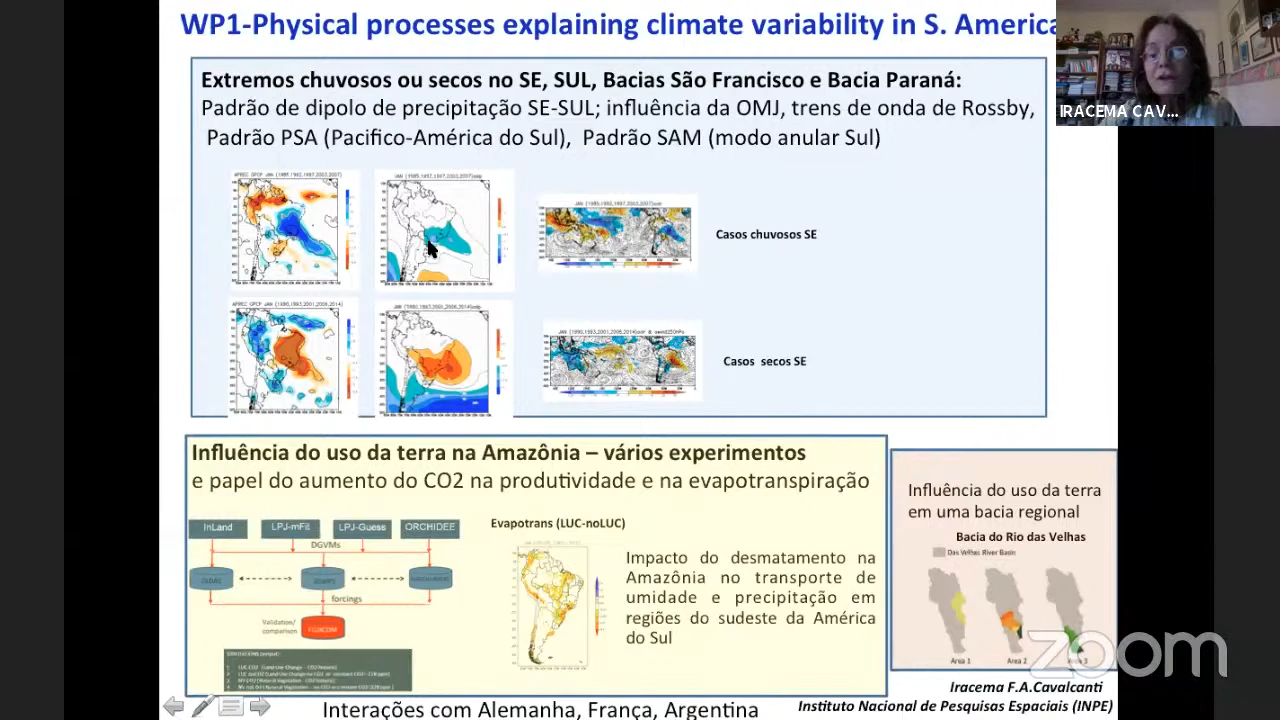 WP1-Physical processes explaining climate variability in S. America
IRACEMA CAV...
Extremos chuvosos ou secos no SE, SUL, Bacias São Francisco e Bacia Paraná:
Padrão de dipolo de precipitação SE-SUL; influência da OMJ, trens de onda de Rossby,
Padrão PSA (Pacifico-América do Sul), Padrão SAM (modo anular Sul)
Casos chuvosos SE
Casos secos SE
Influência do uso da terra na Amazônia – vários experimentos
e papel do aumento do CO2 na produtividade e na evapotranspiração
InLand
LPJ-mFit
LPJ-Guess
ORCHIDEE
DGVMs
forcings
Validation/
comparison
FLUXCOM
Evapotrans (LUC-noLUC)
Impacto do desmatamento na
Amazônia no transporte de
umidade e precipitação em
regiões do sudeste da América
do Sul
Influência do uso da terra
em uma bacia regional
Bacia do Rio das Velhas
Das Velhas River Basin
Area 1
Area 2
Area 3
zoom
Iracema F.A.Cavalcanti
Instituto Nacional de Pesquisas Espaciais (INPE)
Interações com Alemanha, França, Argentina